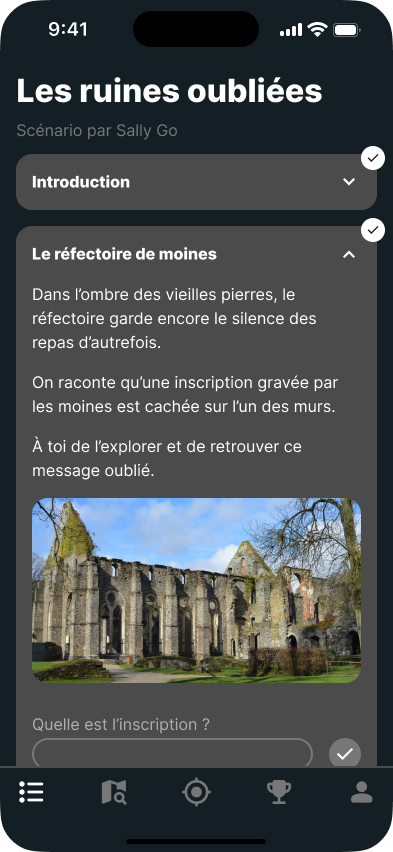 9:41
Les ruines oubliées
Scénario par Sally Go
Introduction
Le réfectoire de moines
Dans l’ombre des vieilles pierres, le
réfectoire garde encore le silence des
repas d’autrefois.
On raconte qu’une inscription gravée par
les moines est cachée sur l’un des murs.
À toi de l’explorer et de retrouver ce
message oublié.
Quelle est l’inscription ?